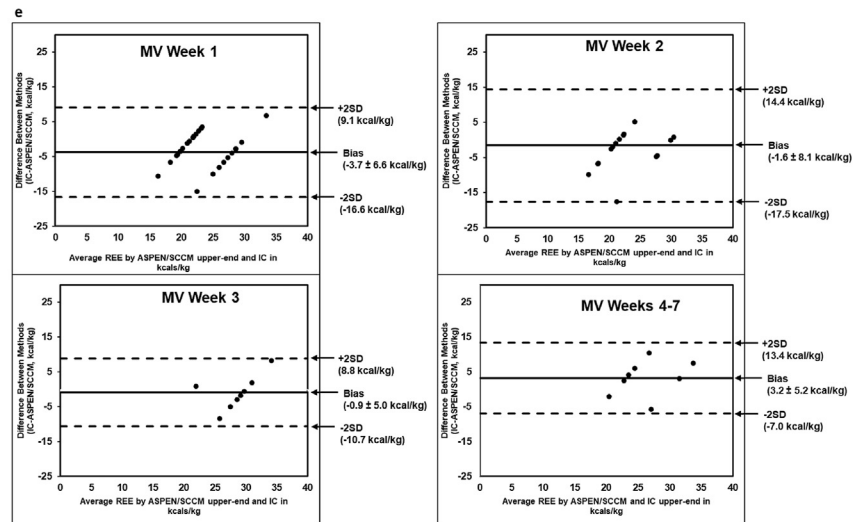 e
MV Week 1
Difference Between Methods
(IC-ASPEN/SCCM, kcal/kg)
25
15
5
-5
-15
-25
0 5 10 15 20 25 30 35 40
Average REE by ASPEN/SCCM upper-end and IC in
kcals/kg
+2SD
(9.1 kcal/kg)
Bias
(-3.7 ± 6.6 kcal/kg)
-2SD
(-16.6 kcal/kg)
MV Week 2
Difference Between Methods
(IC-ASPEN/SCCM, kcal/kg)
25
15
5
-5
-15
-25
0 5 10 15 20 25 30 35 40
Average REE by ASPEN/SCCM upper-end and IC in
kcals/kg
+2SD
(14.4 kcal/kg)
Bias
(-1.6 ± 8.1 kcal/kg)
-2SD
(-17.5 kcal/kg)
MV Week 3
Difference Between Methods
(IC-ASPEN/SCCM, kcal/kg)
25
15
5
-5
-15
-25
0 5 10 15 20 25 30 35 40
Average REE by ASPEN/SCCM upper-end and IC in
kcals/kg
+2SD
(8.8 kcal/kg)
Bias
(-0.9 ± 5.0 kcal/kg)
-2SD
(-10.7 kcal/kg)
MV Weeks 4-7
Difference Between Methods
(IC-ASPEN/SCCM, kcal/kg)
25
15
5
-5
-15
-25
0 5 10 15 20 25 30 35 40
Average REE by ASPEN/SCCM and IC upper-end in
kcals/kg
+2SD
(13.4 kcal/kg)
Bias
(3.2 ± 5.2 kcal/kg)
-2SD
(-7.0 kcal/kg)